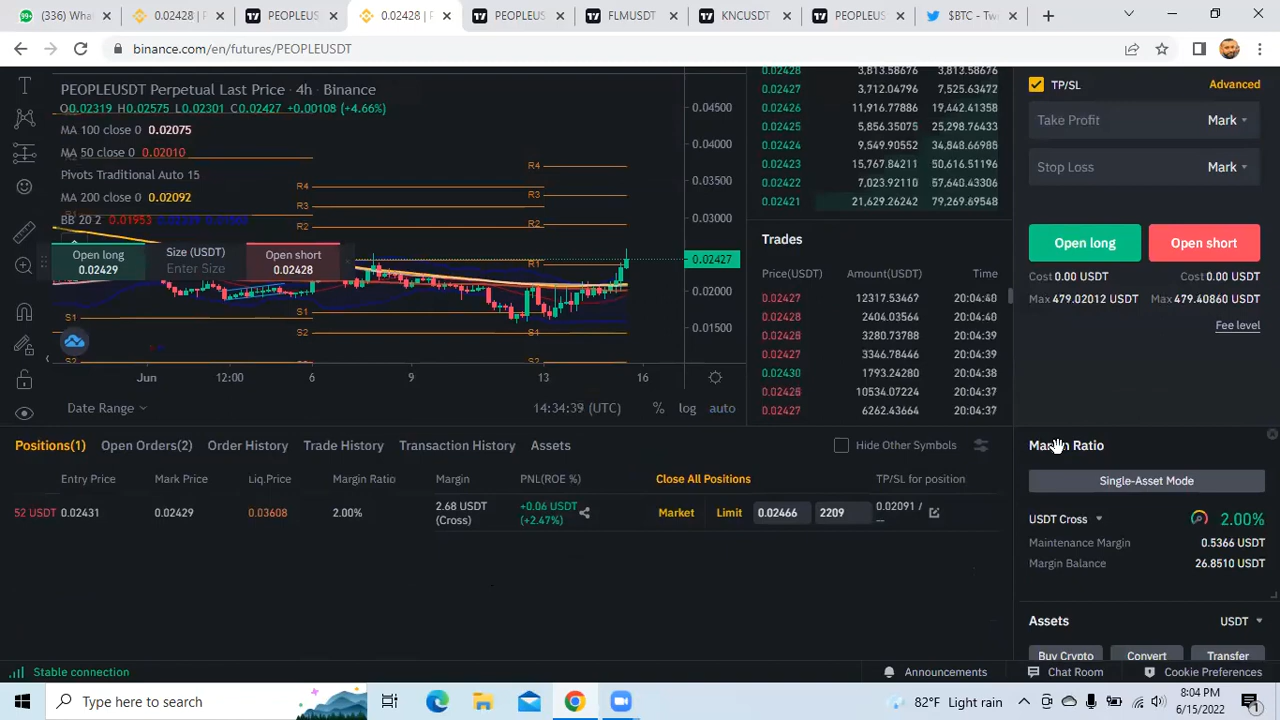 (336) Wha
0.02428 | F
PEOPLEUS
0.02428 | F
PEOPLEUS
FLMUSDT
KNCUSDT
PEOPLEUS
$BTC - Tw
binance.com/en/futures/PEOPLEUSDT
PEOPLEUSDT Perpetual Last Price · 4h · Binance
O0.02319 H0.02575 L0.02301 C0.02427 +0.00108 (+4.66%)
MA 100 close 0 0.02075
MA 50 close 0 0.02010
Pivots Traditional Auto 15
MA 200 close 0 0.02092
BB 20 2 0.01953
Open long
0.02429
Size (USDT)
Enter Size
Open short
0.02428
R4
R3
R2
R4
R3
R2
R1
S1
S1
S1
S2
S2
S2
0.04500
0.04000
0.03500
0.03000
0.02427
0.02000
0.01500
Jun
12:00
6
9
13
16
Date Range
14:34:39 (UTC)
%
log
auto
0.02428 3,813.58676 7,525.63472
0.02427 3,712.04796 7,525.63472
0.02426 11,916.77886 19,442.41358
0.02425 5,856.35075 25,298.76433
0.02424 9,549.90552 34,848.66985
0.02423 15,767.84211 50,616.51196
0.02422 7,023.92110 57,640.43306
0.02421 21,629.26242 79,269.69548
Trades
Price(USDT) Amount(USDT) Time
0.02427 12317.53467 20:04:40
0.02428 2404.03564 20:04:39
0.02428 3280.73788 20:04:39
0.02427 3346.78446 20:04:39
0.02430 1793.24280 20:04:38
0.02428 10534.07224 20:04:37
0.02427 6262.43664 20:04:37
TP/SL
Advanced
Take Profit
Mark
Stop Loss
Mark
Open long
Open short
Cost 0.00 USDT
Cost 0.00 USDT
Max 479.02012 USDT
Max 479.40860 USDT
Fee level
Positions(1)
Open Orders(2)
Order History
Trade History
Transaction History
Assets
Hide Other Symbols
Entry Price
Mark Price
Liq.Price
Margin Ratio
Margin
PNL(ROE %)
Close All Positions
TP/SL for position
52 USDT
0.02431
0.02429
0.03608
2.00%
2.68 USDT
(Cross)
+0.06 USDT
(+2.47%)
Market
Limit
0.02466
2209
0.02091 /
--
Margin Ratio
Single-Asset Mode
USDT Cross
2.00%
Maintenance Margin
0.5366 USDT
Margin Balance
26.8510 USDT
Assets
USDT
Buy Crypto
Convert
Transfer
Stable connection
Announcements
Chat Room
Cookie Preferences
Type here to search
82°F Light rain
8:04 PM
6/15/2022